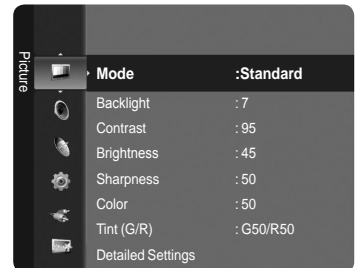 Picture
Mode :Standard
Backlight : 7
Contrast : 95
Brightness : 45
Sharpness : 50
Color : 50
Tint (G/R) : G50/R50
Detailed Settings